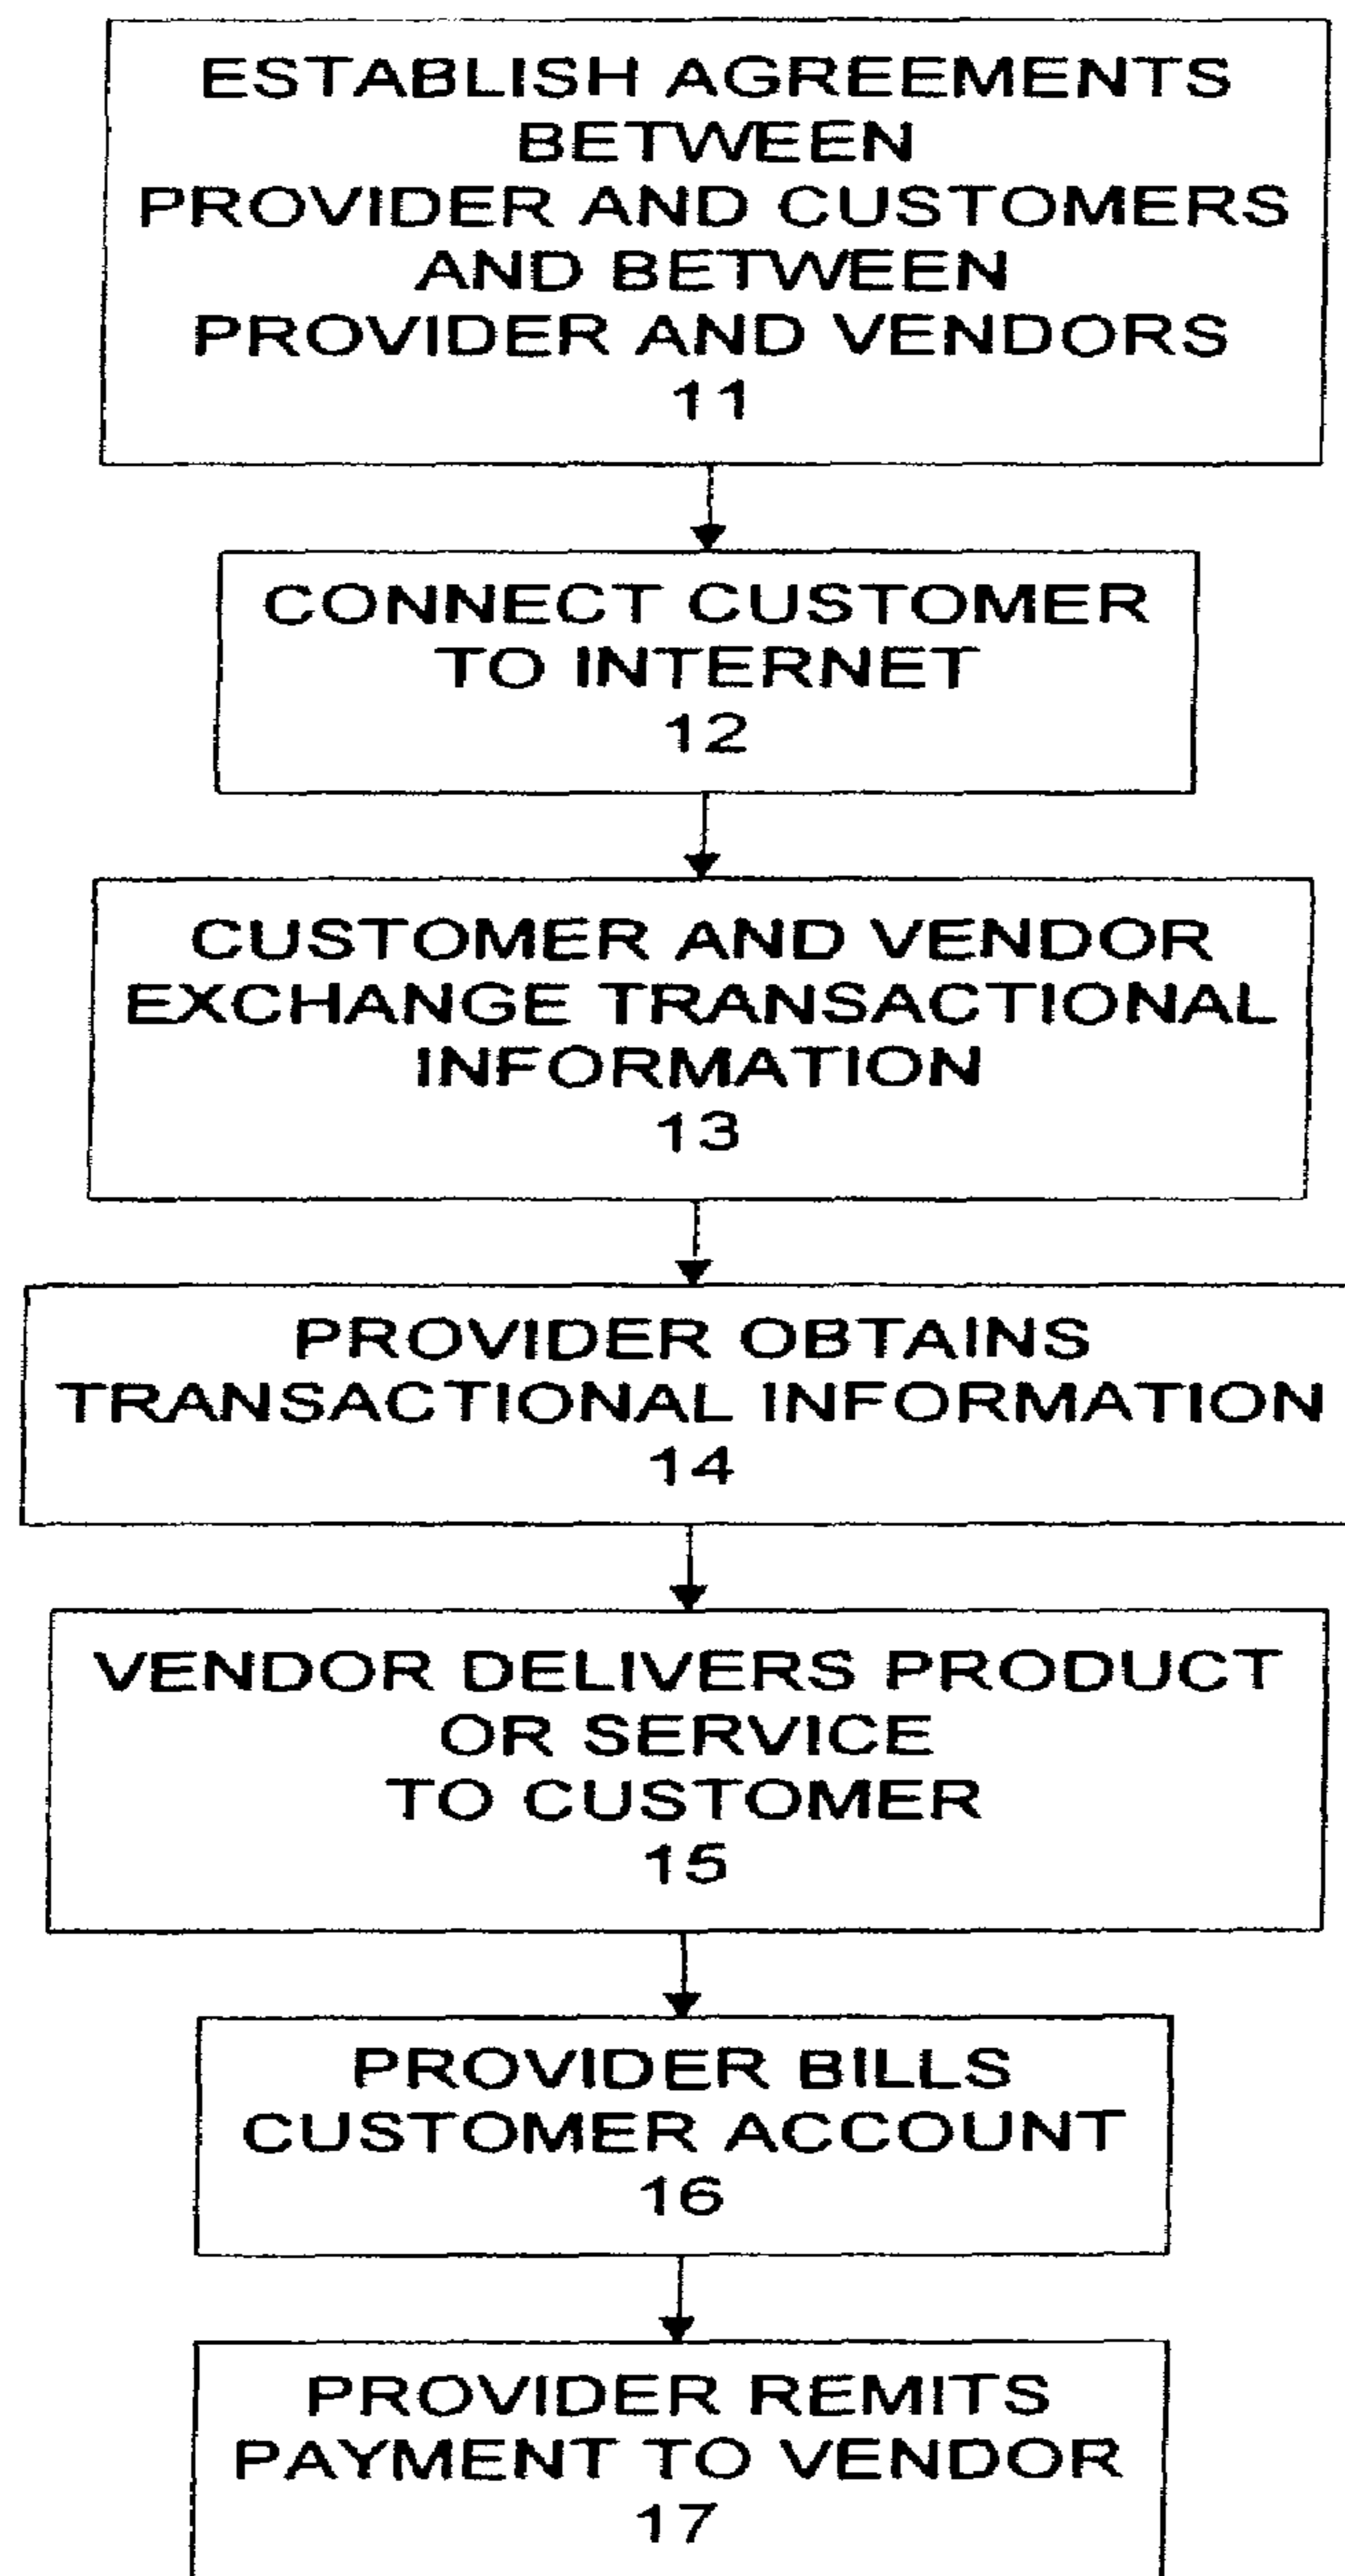 ESTABLISH AGREEMENTS
BETWEEN
PROVIDER AND CUSTOMERS
AND BETWEEN
PROVIDER AND VENDORS
11
CONNECT CUSTOMER
TO INTERNET
12
CUSTOMER AND VENDOR
EXCHANGE TRANSACTIONAL
INFORMATION
13
PROVIDER OBTAINS
TRANSACTIONAL INFORMATION
14
VENDOR DELIVERS PRODUCT
OR SERVICE
TO CUSTOMER
15
PROVIDER BILLS
CUSTOMER ACCOUNT
16
PROVIDER REMITS
PAYMENT TO VENDOR
17